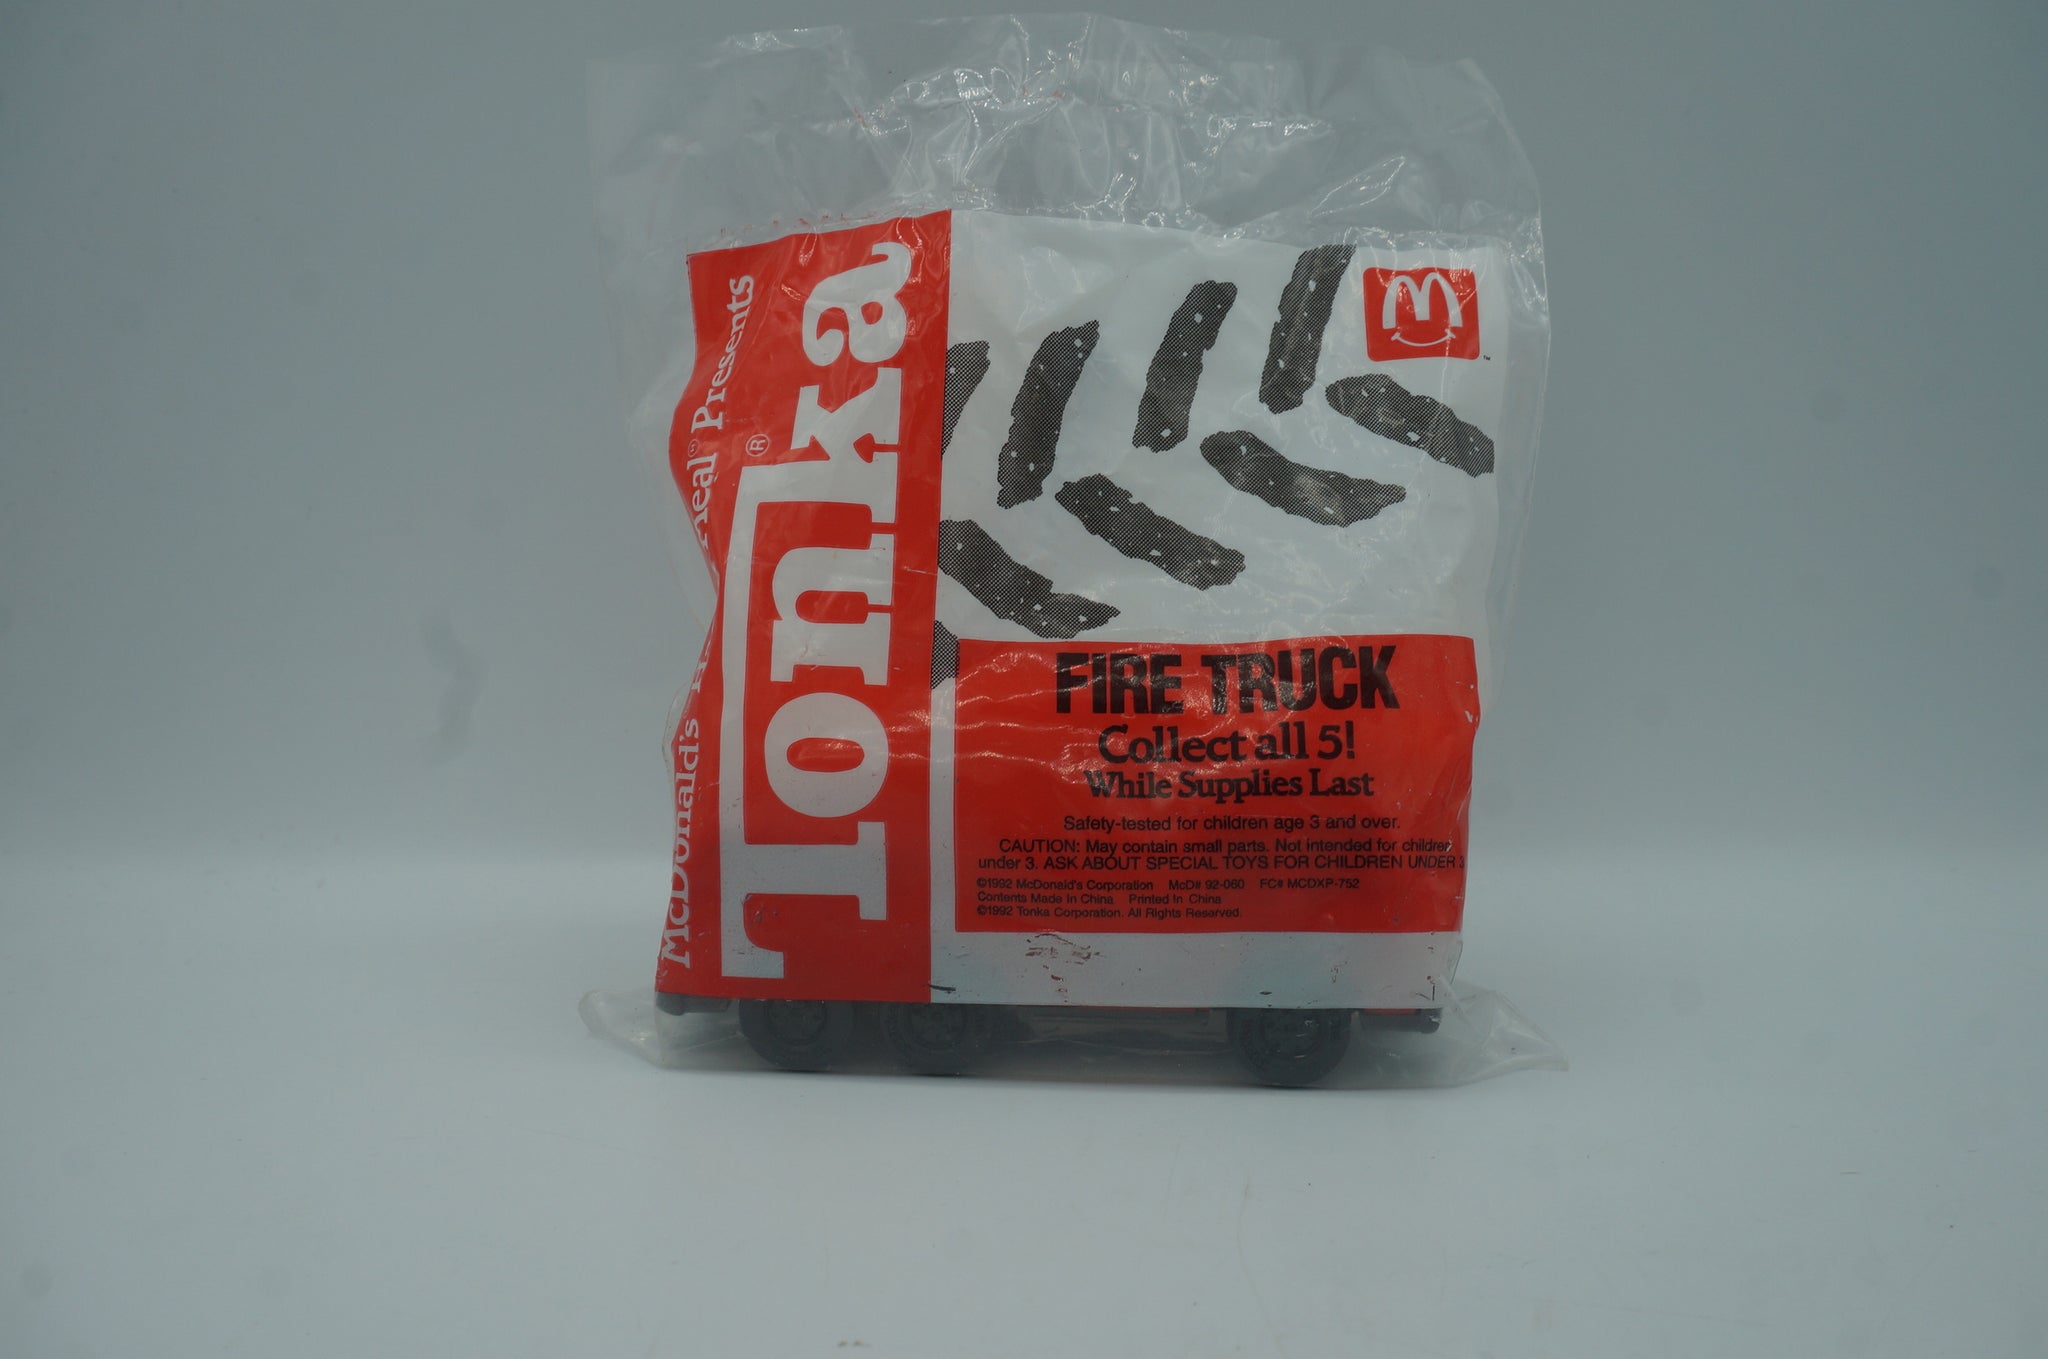 McDonald's Meal Presents
Tonka®
M
™
FIRE TRUCK
Collect all 5!
While Supplies Last
Safety-tested for children age 3 and over.
CAUTION: May contain small parts. Not intended for children
under 3. ASK ABOUT SPECIAL TOYS FOR CHILDREN UNDER 3
©1992 McDonald's Corporation McD# 92-060 FC# MCDXP-752
Contents Made In China Printed In China
©1992 Tonka Corporation. All Rights Reserved.